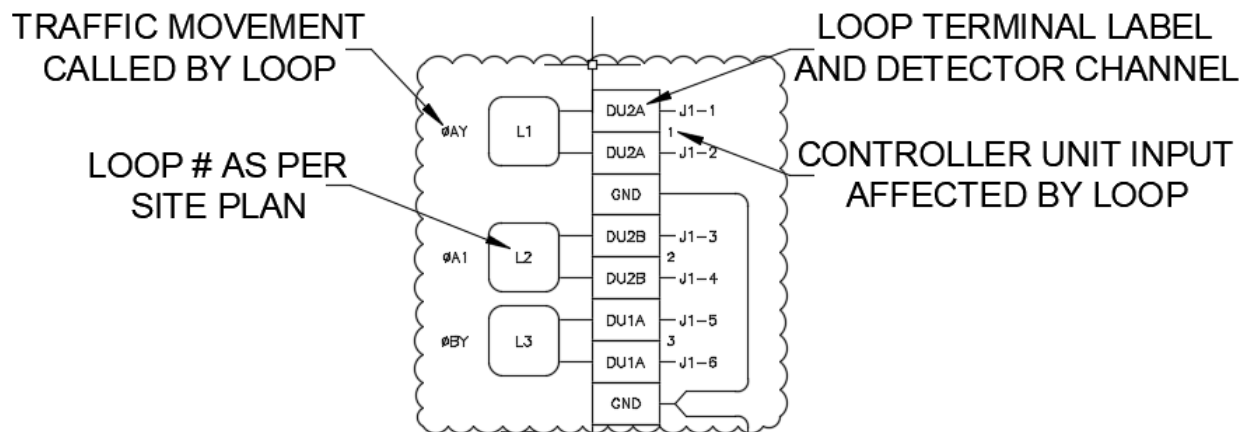 TRAFFIC MOVEMENT
CALLED BY LOOP
LOOP TERMINAL LABEL
AND DETECTOR CHANNEL
ØAY
L1
DU2A
J1-1
1
DU2A
J1-2
CONTROLLER UNIT INPUT
AFFECTED BY LOOP
LOOP # AS PER
SITE PLAN
GND
ØA1
L2
DU2B
J1-3
2
DU2B
J1-4
ØBY
L3
DU1A
J1-5
3
DU1A
J1-6
GND